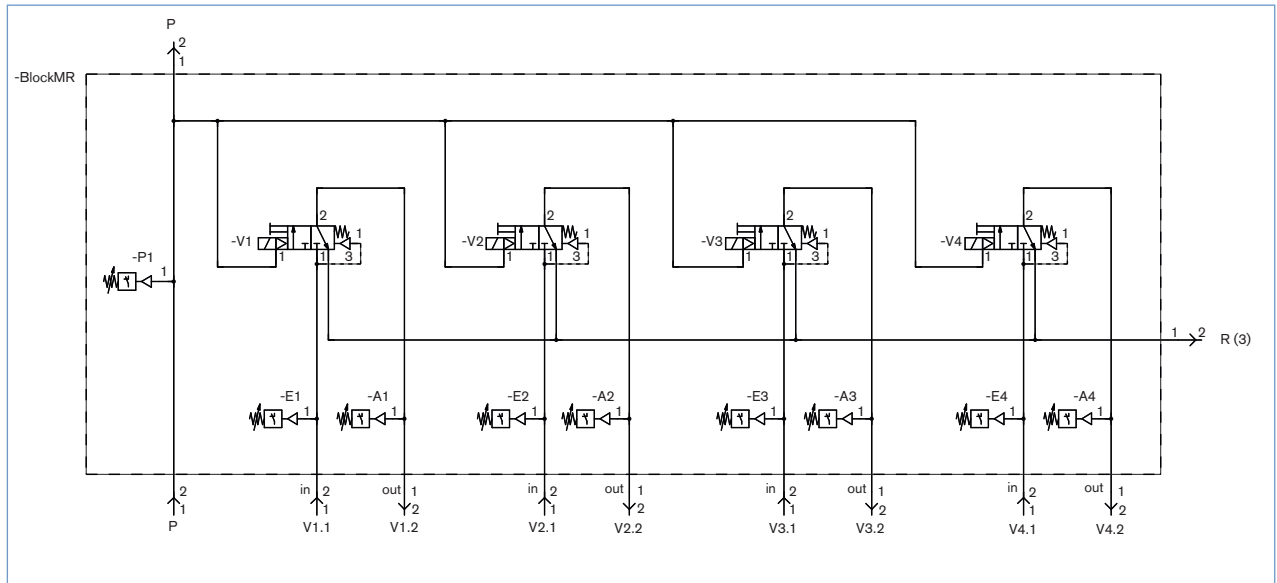 P
2
1
-BlockMR
2 2 2 2
-V1 1 -V2 1 -V3 1 -V4 1
1 1 3 1 1 3 1 1 3 1 1 3
-P1
1
1 2 R (3)
-E1 -A1 -E2 -A2 -E3 -A3 -E4 -A4
1 1 1 1 1 1 1 1
2 in 2 out 1 in 2 out 1 in 2 out 1 in 2 out 1
1 1 2 1 2 1 2 1 2
P V1.1 V1.2 V2.1 V2.2 V3.1 V3.2 V4.1 V4.2